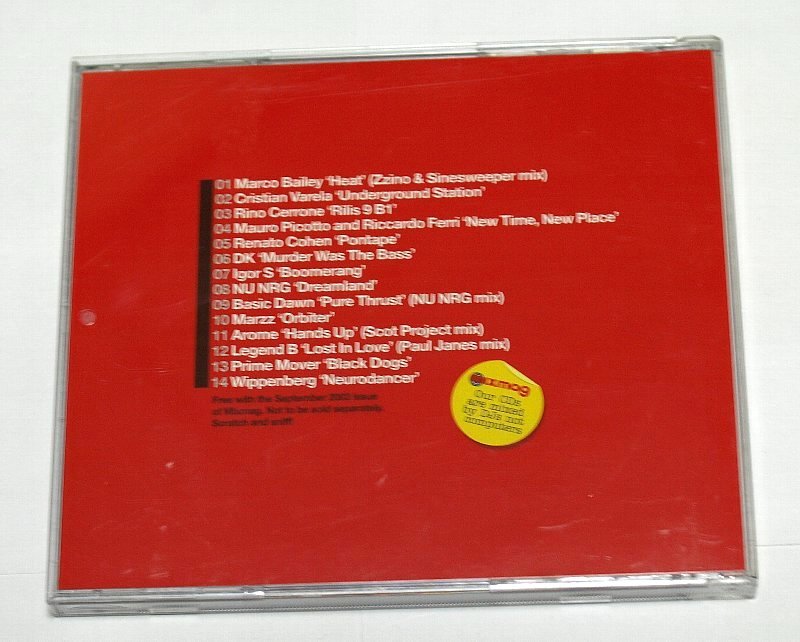 01 Marco Bailey 'Heat' (Zzino & Sinesweeper mix)
02 Cristian Varela 'Underground Station'
03 Rino Cerrone 'Rilis 9 B1'
04 Mauro Picotto and Riccardo Ferri 'New Time, New Place'
05 Renato Cohen 'Pontape'
06 DK 'Murder Was The Bass'
07 Igor S 'Boomerang'
08 NU NRG 'Dreamland'
09 Basic Dawn 'Pure Thrust' (NU NRG mix)
10 Marzz 'Orbiter'
11 Arome 'Hands Up' (Scot Project mix)
12 Legend B 'Lost In Love' (Paul Janes mix)
13 Prime Mover 'Black Dogs'
14 Wippenberg 'Neurodancer'
Free with the September 2002 issue
of Mixmag. Not to be sold separately.
Scratch and sniff!
mixmag
Our CDs
are mixed
by DJs not
computers